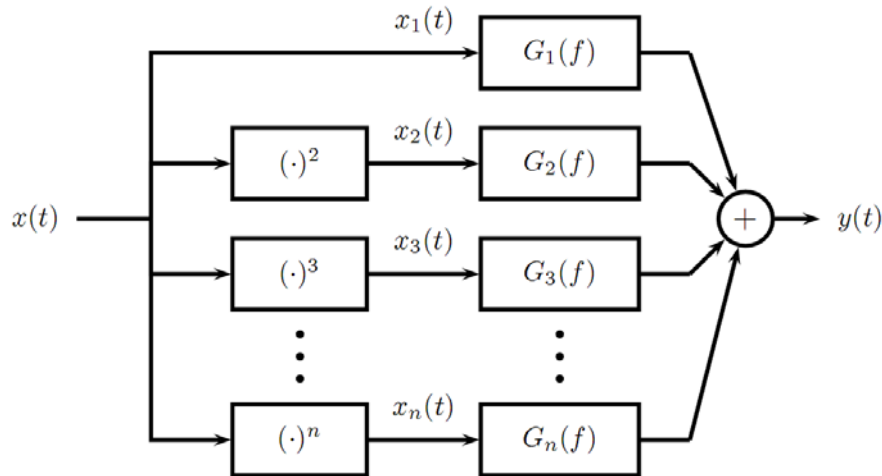 x₁(t) G₁(f)
(·)² x₂(t) G₂(f)
x(t) + y(t)
(·)³ x₃(t) G₃(f)
(·)ⁿ xₙ(t) Gₙ(f)